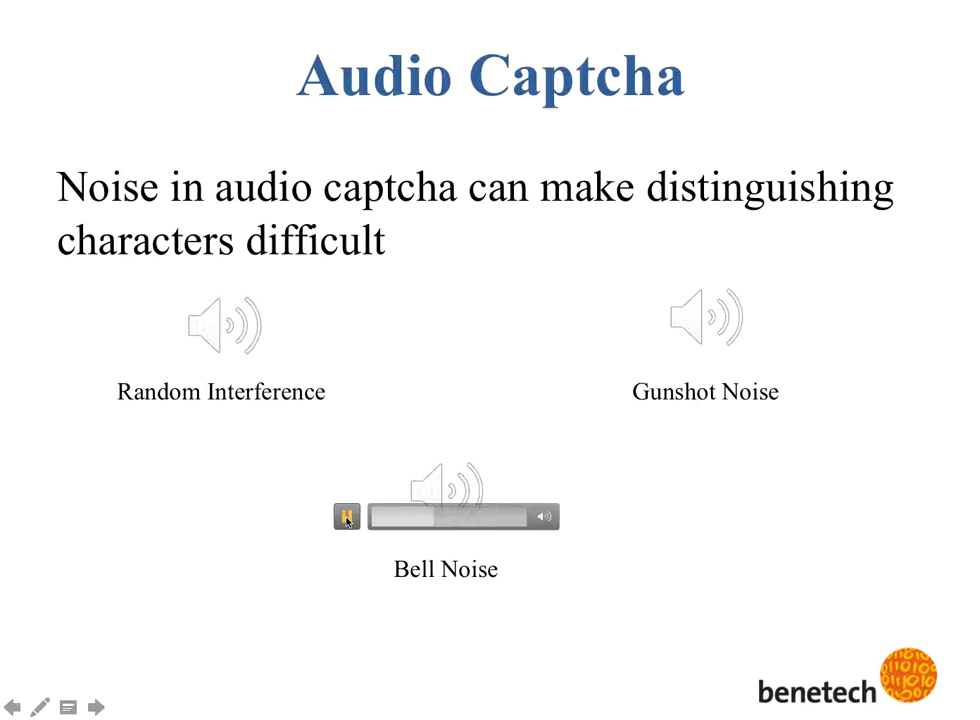 Audio Captcha
Noise in audio captcha can make distinguishing
characters difficult
Random Interference
Gunshot Noise
Bell Noise
benetech